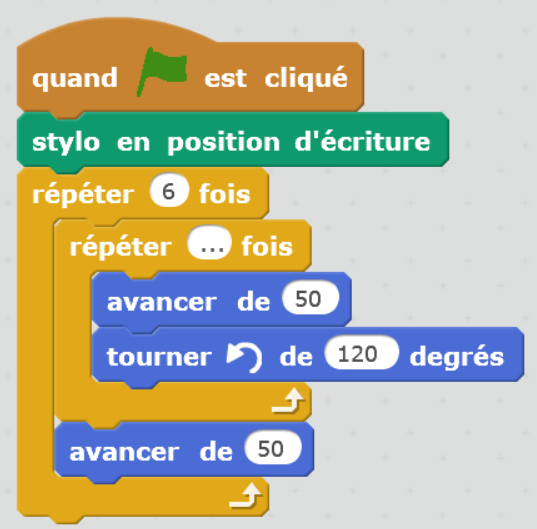 quand est cliqué
stylo en position d'écriture
répéter 6 fois
répéter ... fois
avancer de 50
tourner de 120 degrés
avancer de 50